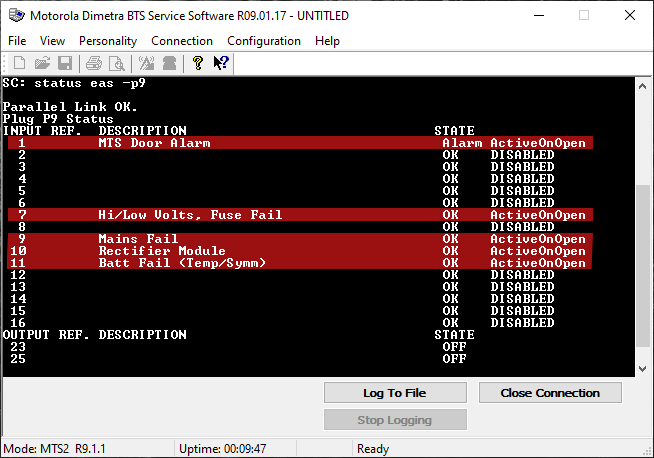 Motorola Dimetra BTS Service Software R09.01.17 - UNTITLED
File View Personality Connection Configuration Help
SC: status eas -p9
Parallel Link OK.
Plug P9 Status
INPUT REF. DESCRIPTION STATE
1 MTS Door Alarm Alarm ActiveOnOpen
2 OK DISABLED
3 OK DISABLED
4 OK DISABLED
5 OK DISABLED
6 OK DISABLED
7 Hi/Low Volts, Fuse Fail OK ActiveOnOpen
8 OK DISABLED
9 Mains Fail OK ActiveOnOpen
10 Rectifier Module OK ActiveOnOpen
11 Batt Fail (Temp/Symm) OK ActiveOnOpen
12 OK DISABLED
13 OK DISABLED
14 OK DISABLED
15 OK DISABLED
16 OK DISABLED
OUTPUT REF. DESCRIPTION STATE
23 OFF
25 OFF
Log To File Close Connection
Stop Logging
Mode: MTS2 R9.1.1 Uptime: 00:09:47 Ready